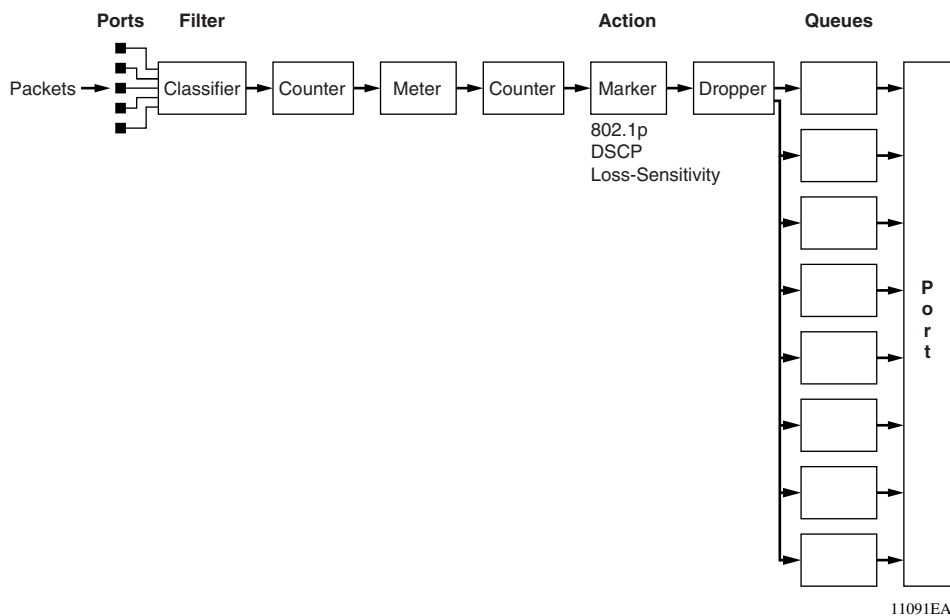 Ports Filter Action Queues
Packets Classifier Counter Meter Counter Marker Dropper
802.1p
DSCP
Loss-Sensitivity
P
o
r
t
11091EA